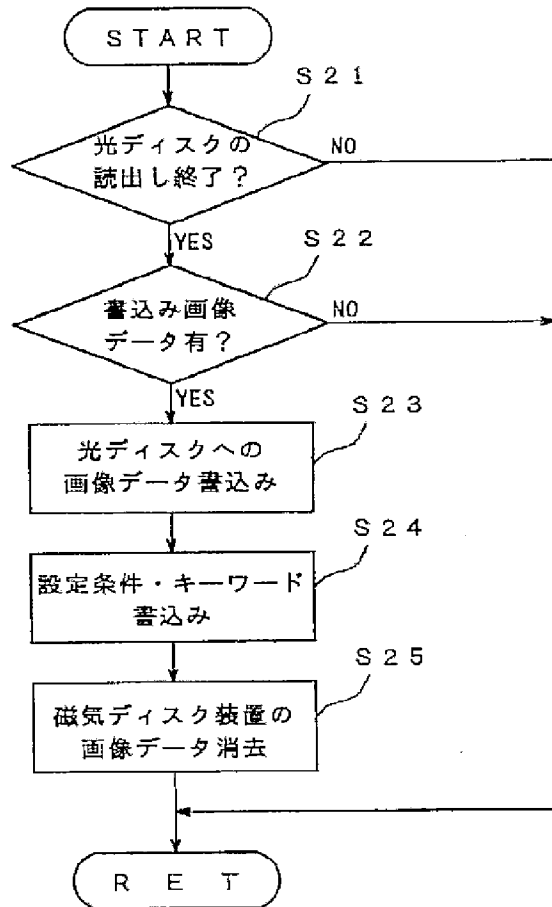 START
S21
光ディスクの
読出し終了?
NO
YES
S22
書込み画像
データ有?
NO
YES
S23
光ディスクへの
画像データ書込み
S24
設定条件・キーワード
書込み
S25
磁気ディスク装置の
画像データ消去
RET